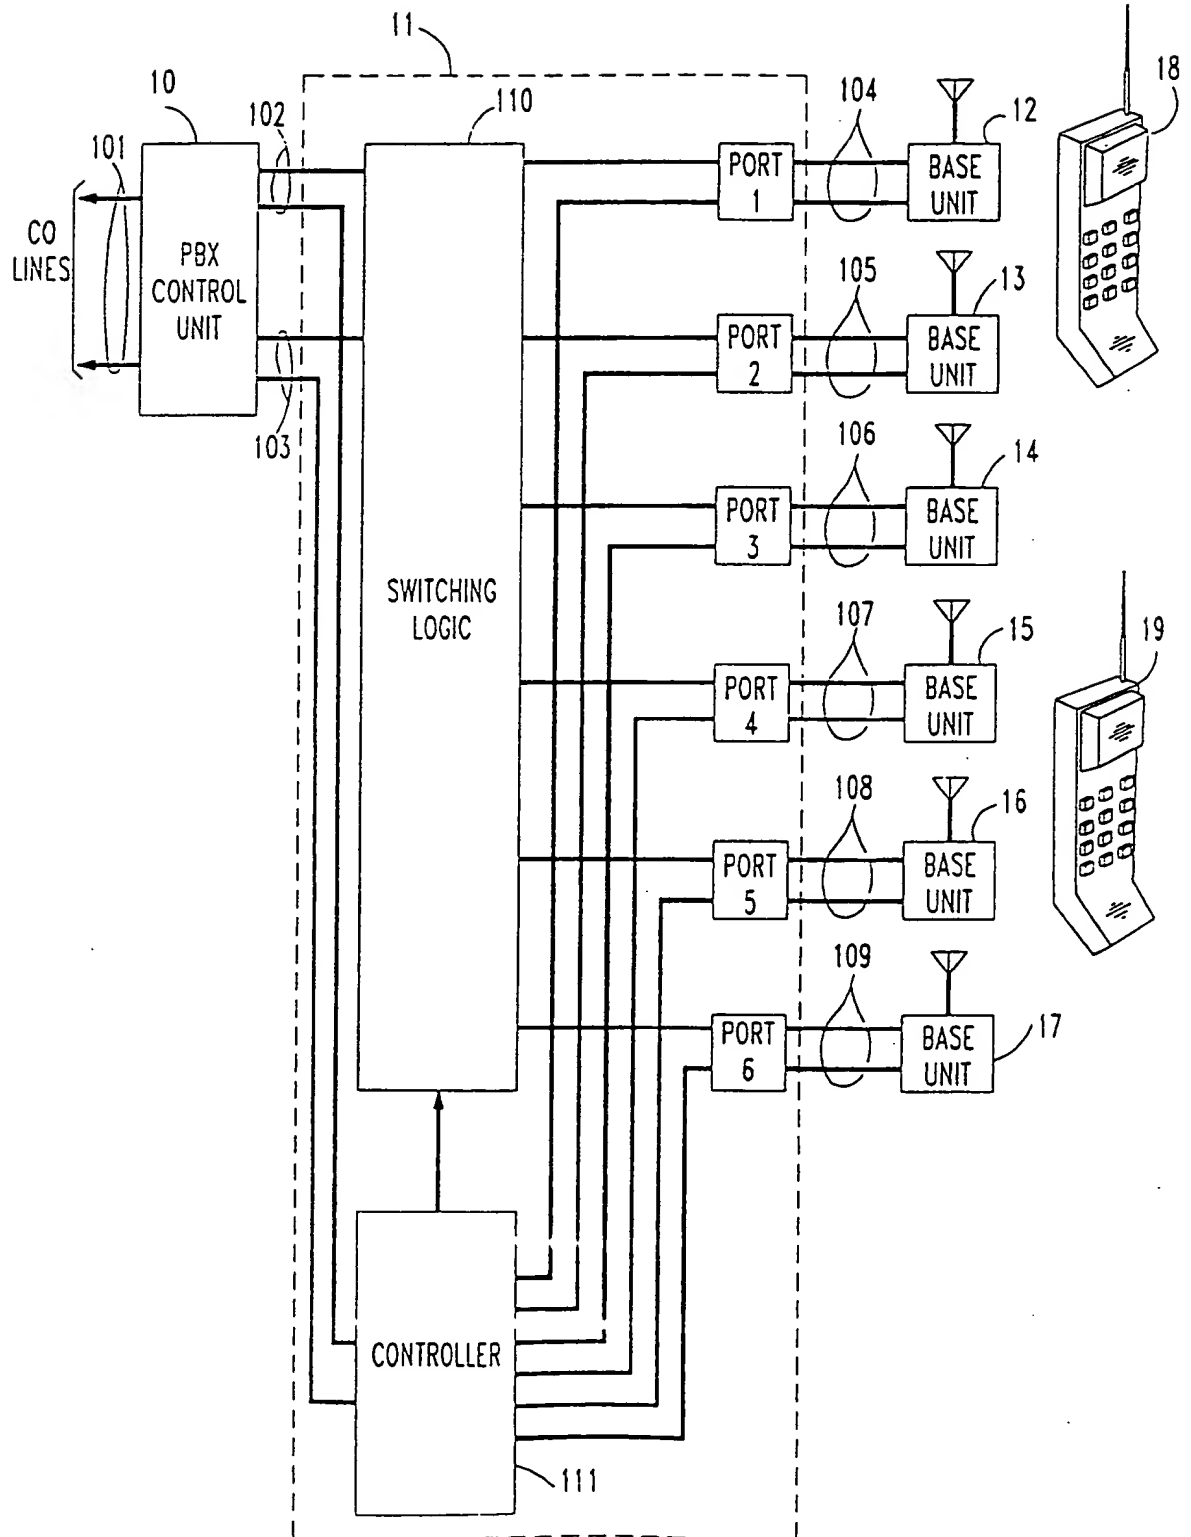 11
10
102
110
104
12
18
101
PORT
1
BASE
UNIT
CO
LINES
PBX
CONTROL
UNIT
105
13
PORT
2
BASE
UNIT
103
106
14
PORT
3
BASE
UNIT
SWITCHING
LOGIC
107
15
19
PORT
4
BASE
UNIT
108
16
PORT
5
BASE
UNIT
109
17
PORT
6
BASE
UNIT
CONTROLLER
111